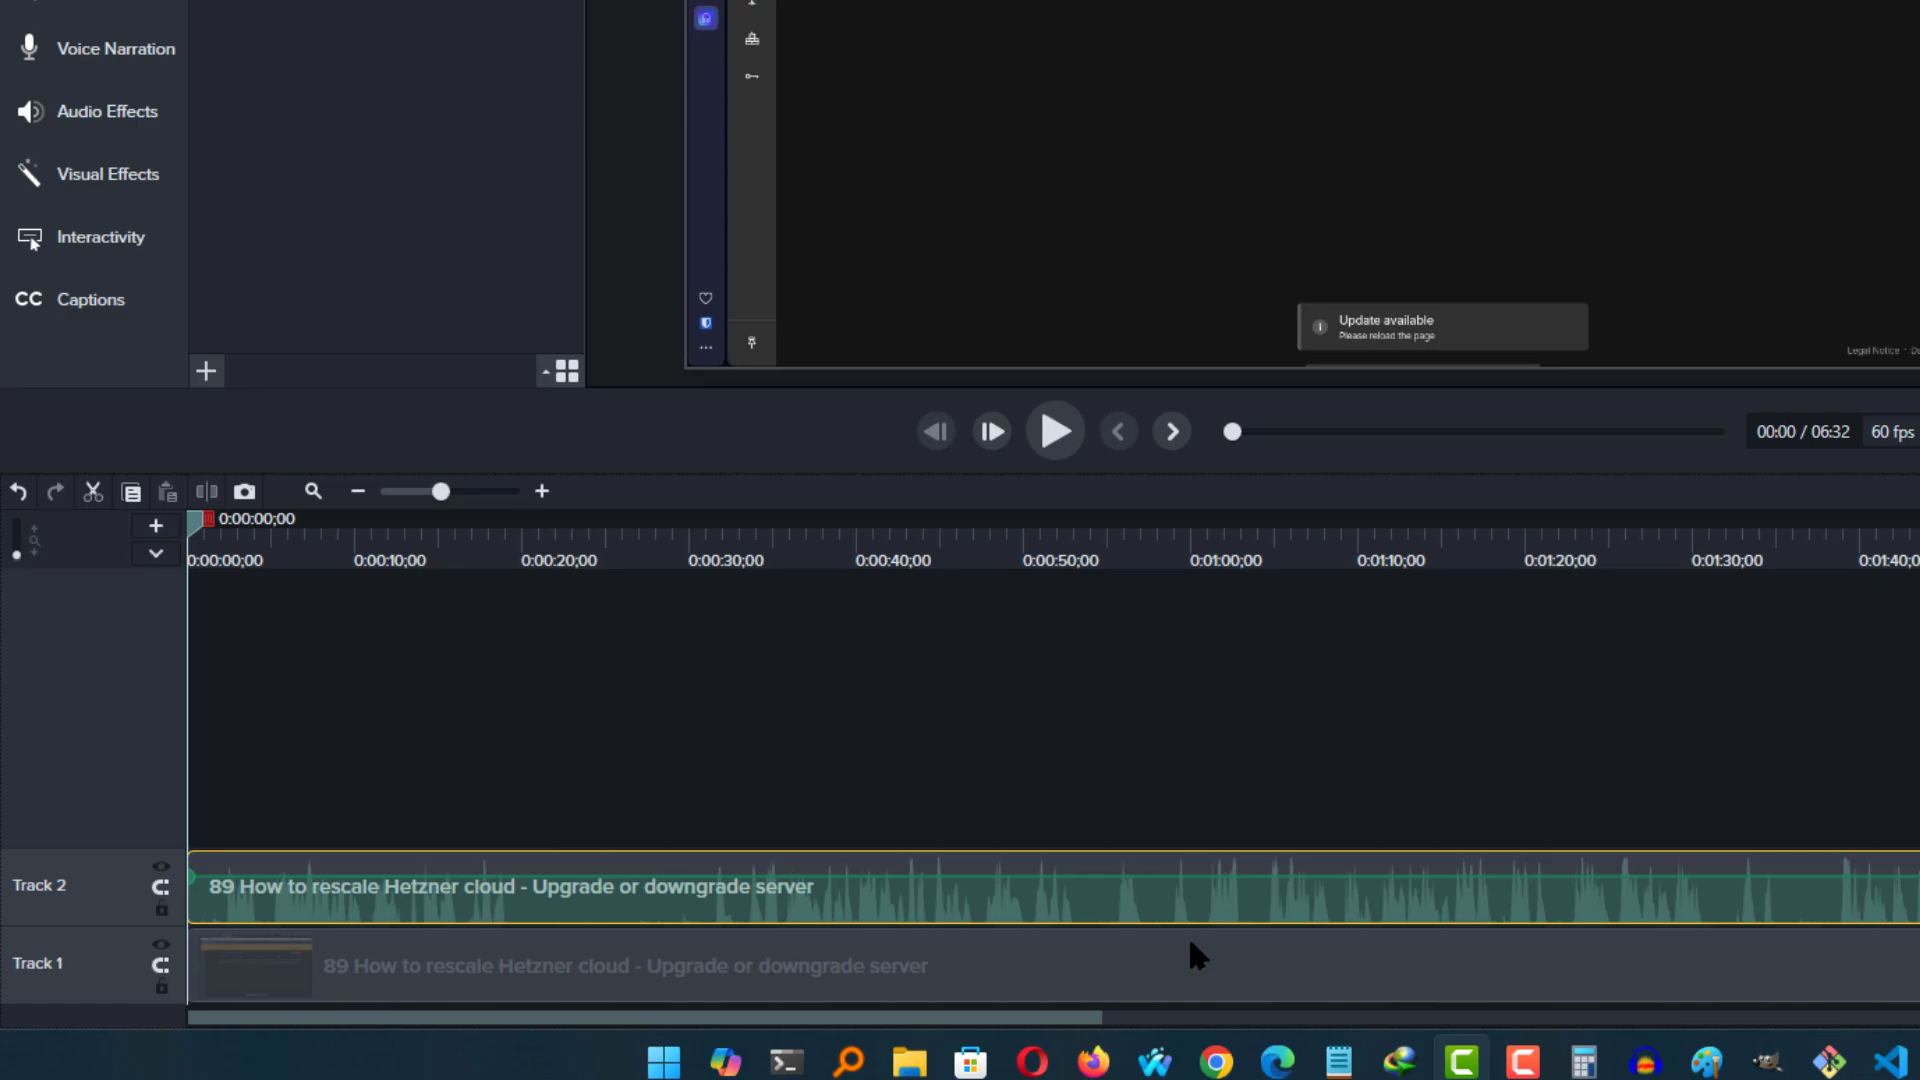 Voice Narration
Audio Effects
Visual Effects
Interactivity
CC Captions
Update available
Please reload the page
Legal Notice
00:00 / 06:32 60 fps
0:00:00;00
0:00:00;00 0:00:10;00 0:00:20;00 0:00:30;00 0:00:40;00 0:00:50;00 0:01:00;00 0:01:10;00 0:01:20;00 0:01:30;00 0:01:40;0
Track 2
89 How to rescale Hetzner cloud - Upgrade or downgrade server
Track 1
89 How to rescale Hetzner cloud - Upgrade or downgrade server